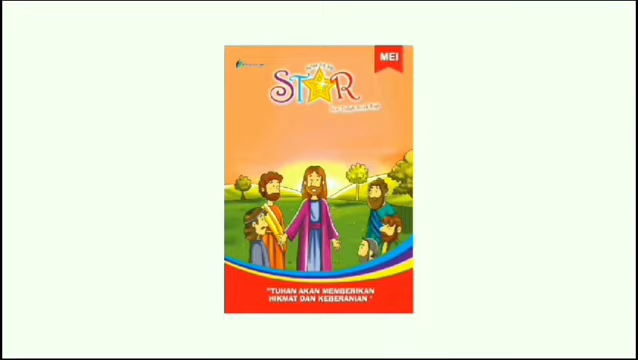 MEI
STAR
"TUHAN AKAN MEMBERIKAN
HIKMAT DAN KEBERANIAN "